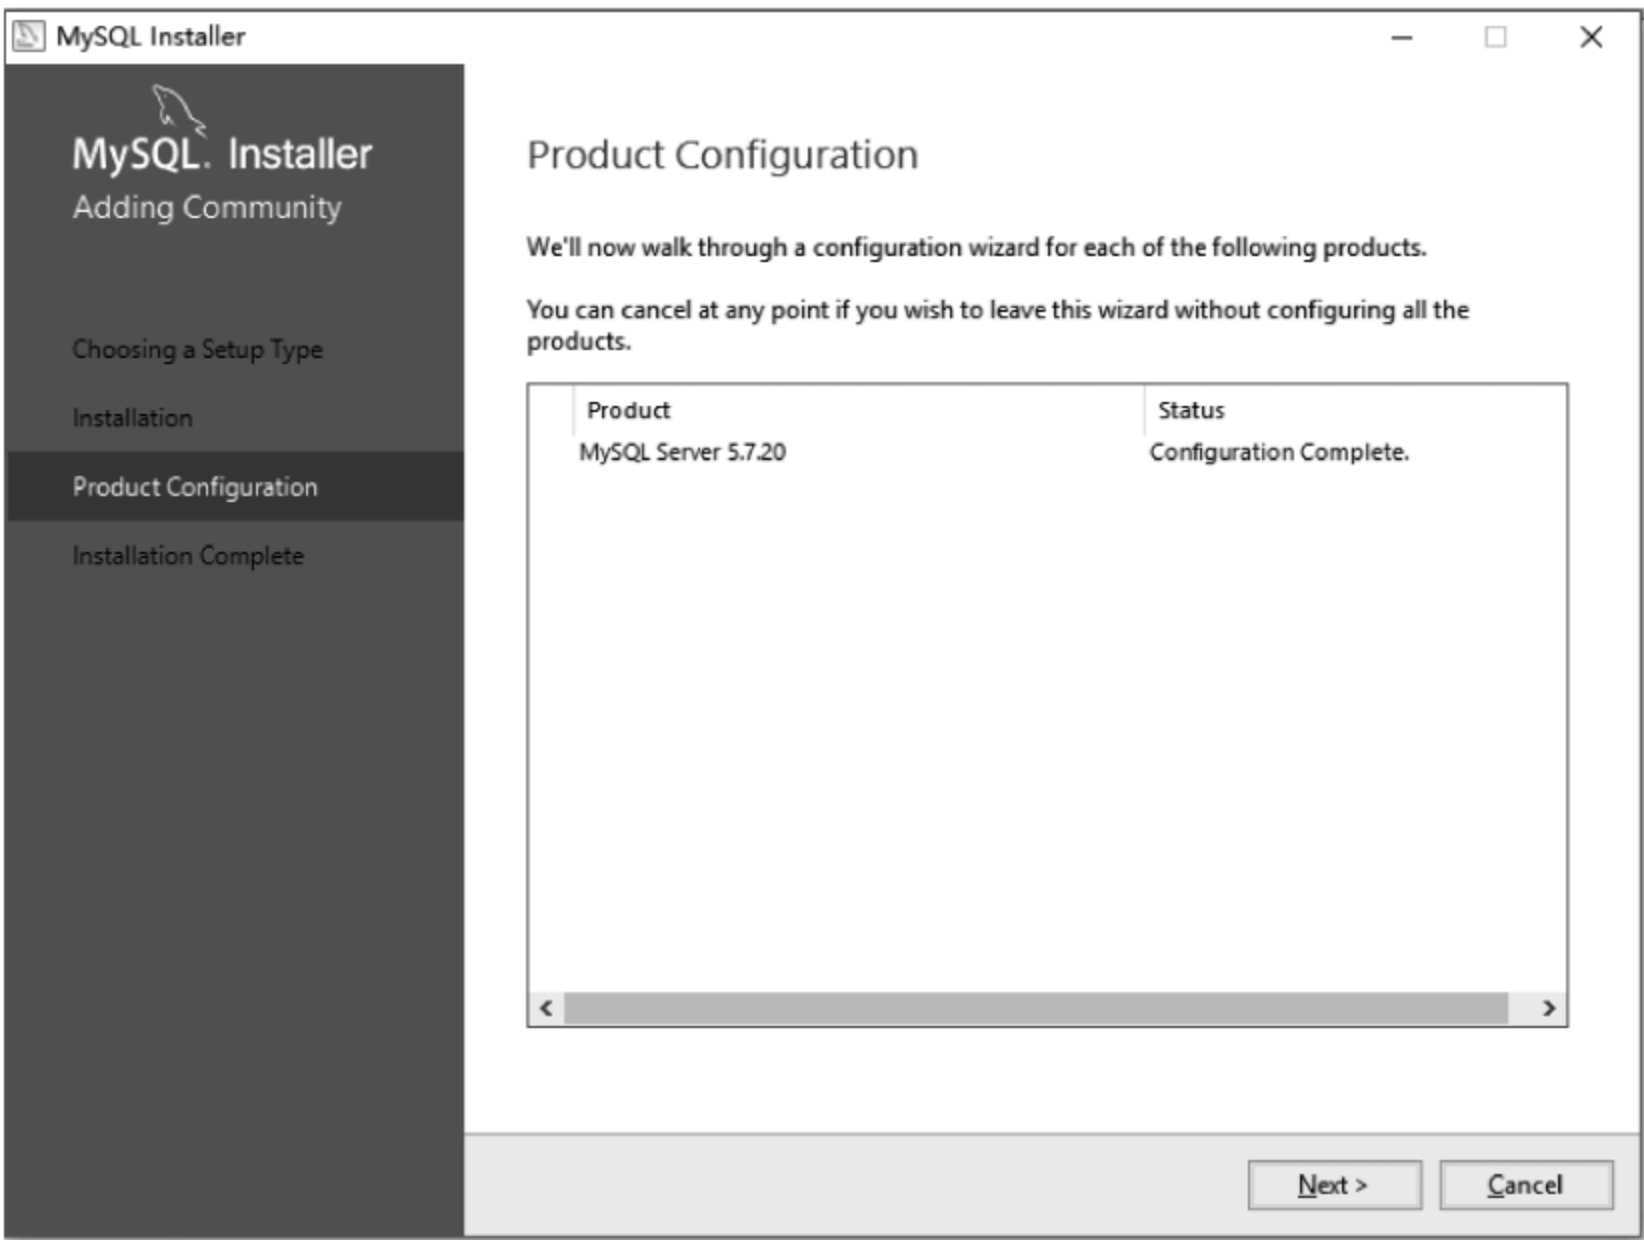 MySQL Installer
MySQL. Installer
Adding Community
Choosing a Setup Type
Installation
Product Configuration
Installation Complete
Product Configuration
We'll now walk through a configuration wizard for each of the following products.
You can cancel at any point if you wish to leave this wizard without configuring all the
products.
Product Status
MySQL Server 5.7.20 Configuration Complete.
Next > Cancel